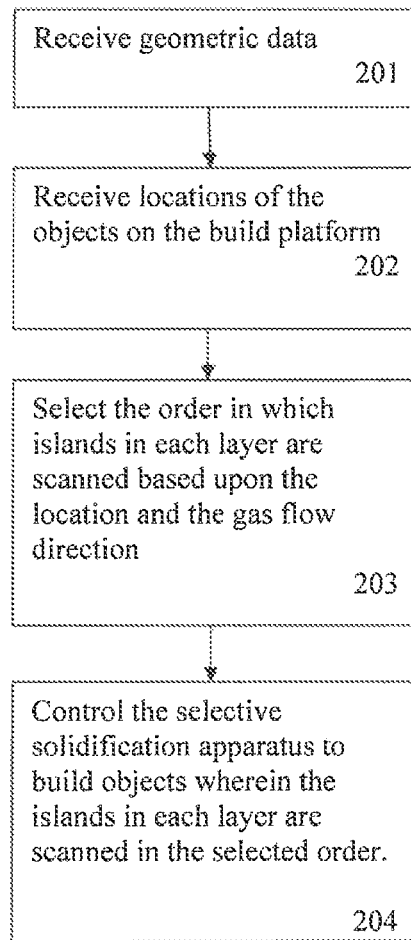 Receive geometric data
201
Receive locations of the
objects on the build platform
202
Select the order in which
islands in each layer are
scanned based upon the
location and the gas flow
direction
203
Control the selective
solidification apparatus to
build objects wherein the
islands in each layer are
scanned in the selected order.
204